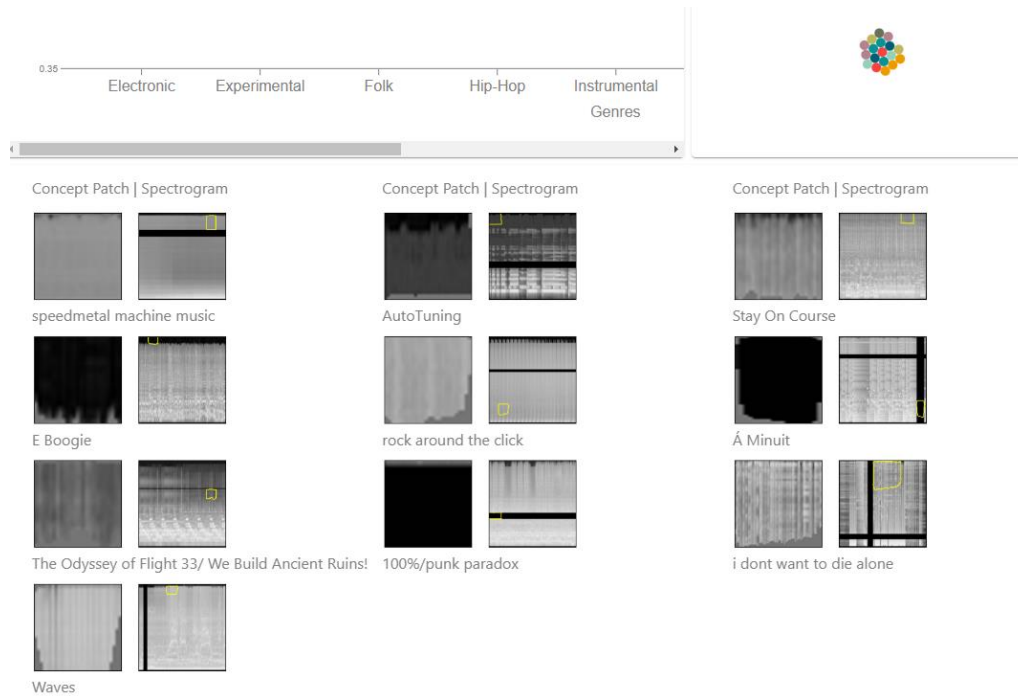 0.35
Electronic
Experimental
Folk
Hip-Hop
Instrumental
Genres
Concept Patch | Spectrogram
Concept Patch | Spectrogram
Concept Patch | Spectrogram
speedmetal machine music
AutoTuning
Stay On Course
E Boogie
rock around the click
Á Minuit
The Odyssey of Flight 33/ We Build Ancient Ruins!
100%/punk paradox
i dont want to die alone
Waves